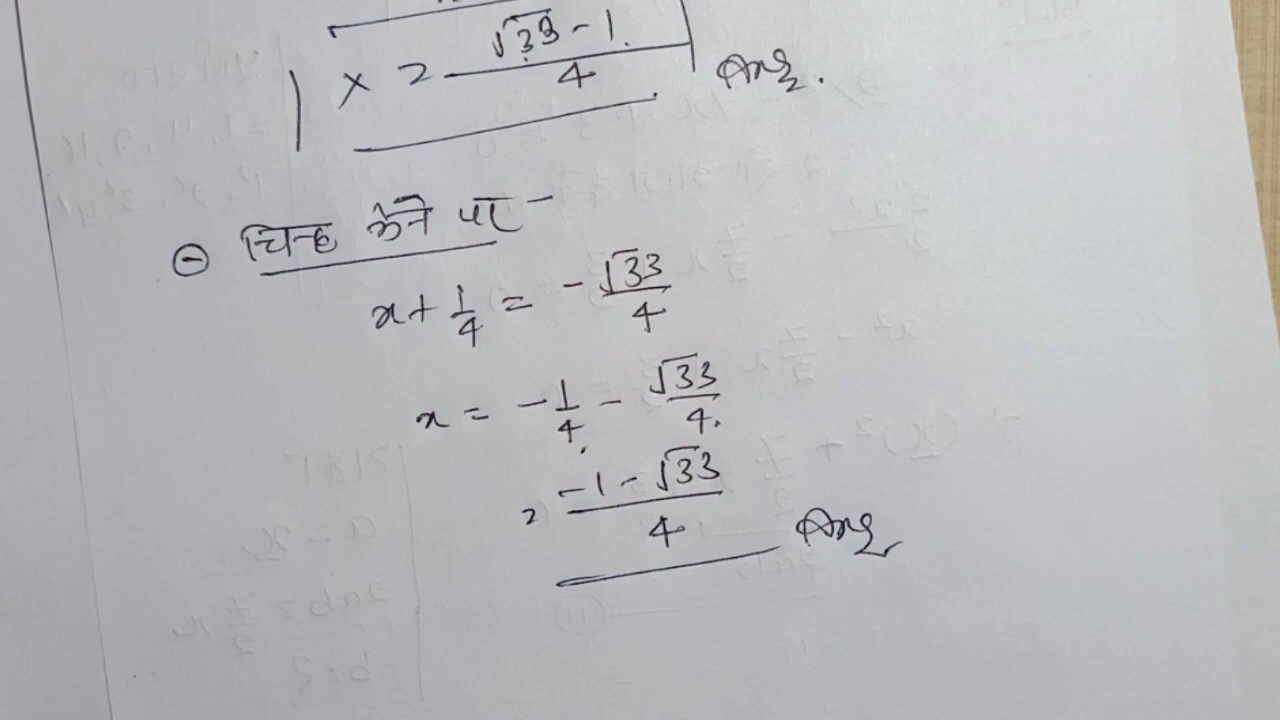 x = √33 - 1 / 4 Ans.
⊖ चिन्ह लेने पर -
x + 1/4 = - √33/4
x = - 1/4 - √33/4.
= -1 - √33 / 4 Ans